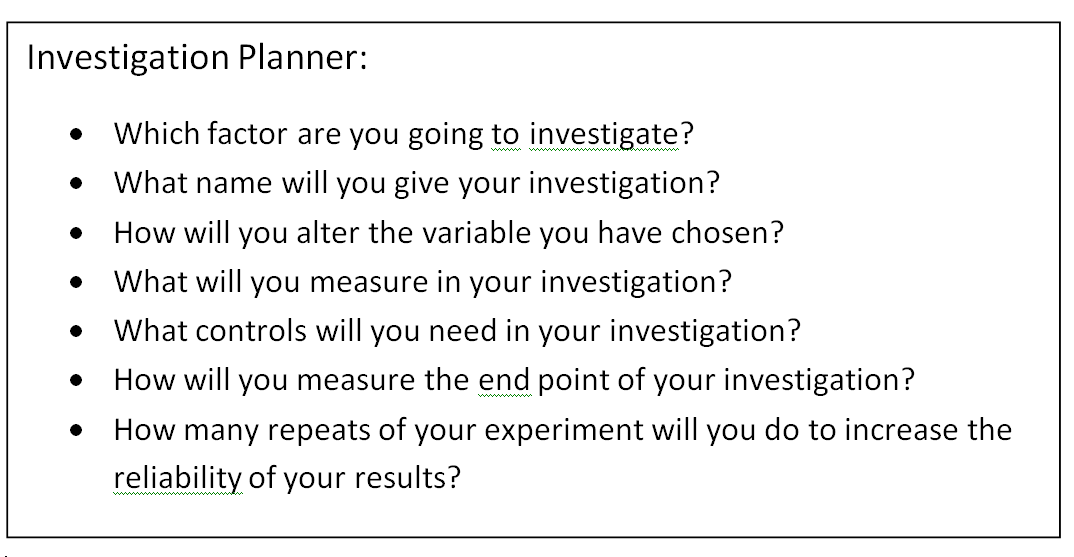 Investigation Planner:
• Which factor are you going to investigate?
• What name will you give your investigation?
• How will you alter the variable you have chosen?
• What will you measure in your investigation?
• What controls will you need in your investigation?
• How will you measure the end point of your investigation?
• How many repeats of your experiment will you do to increase the
reliability of your results?